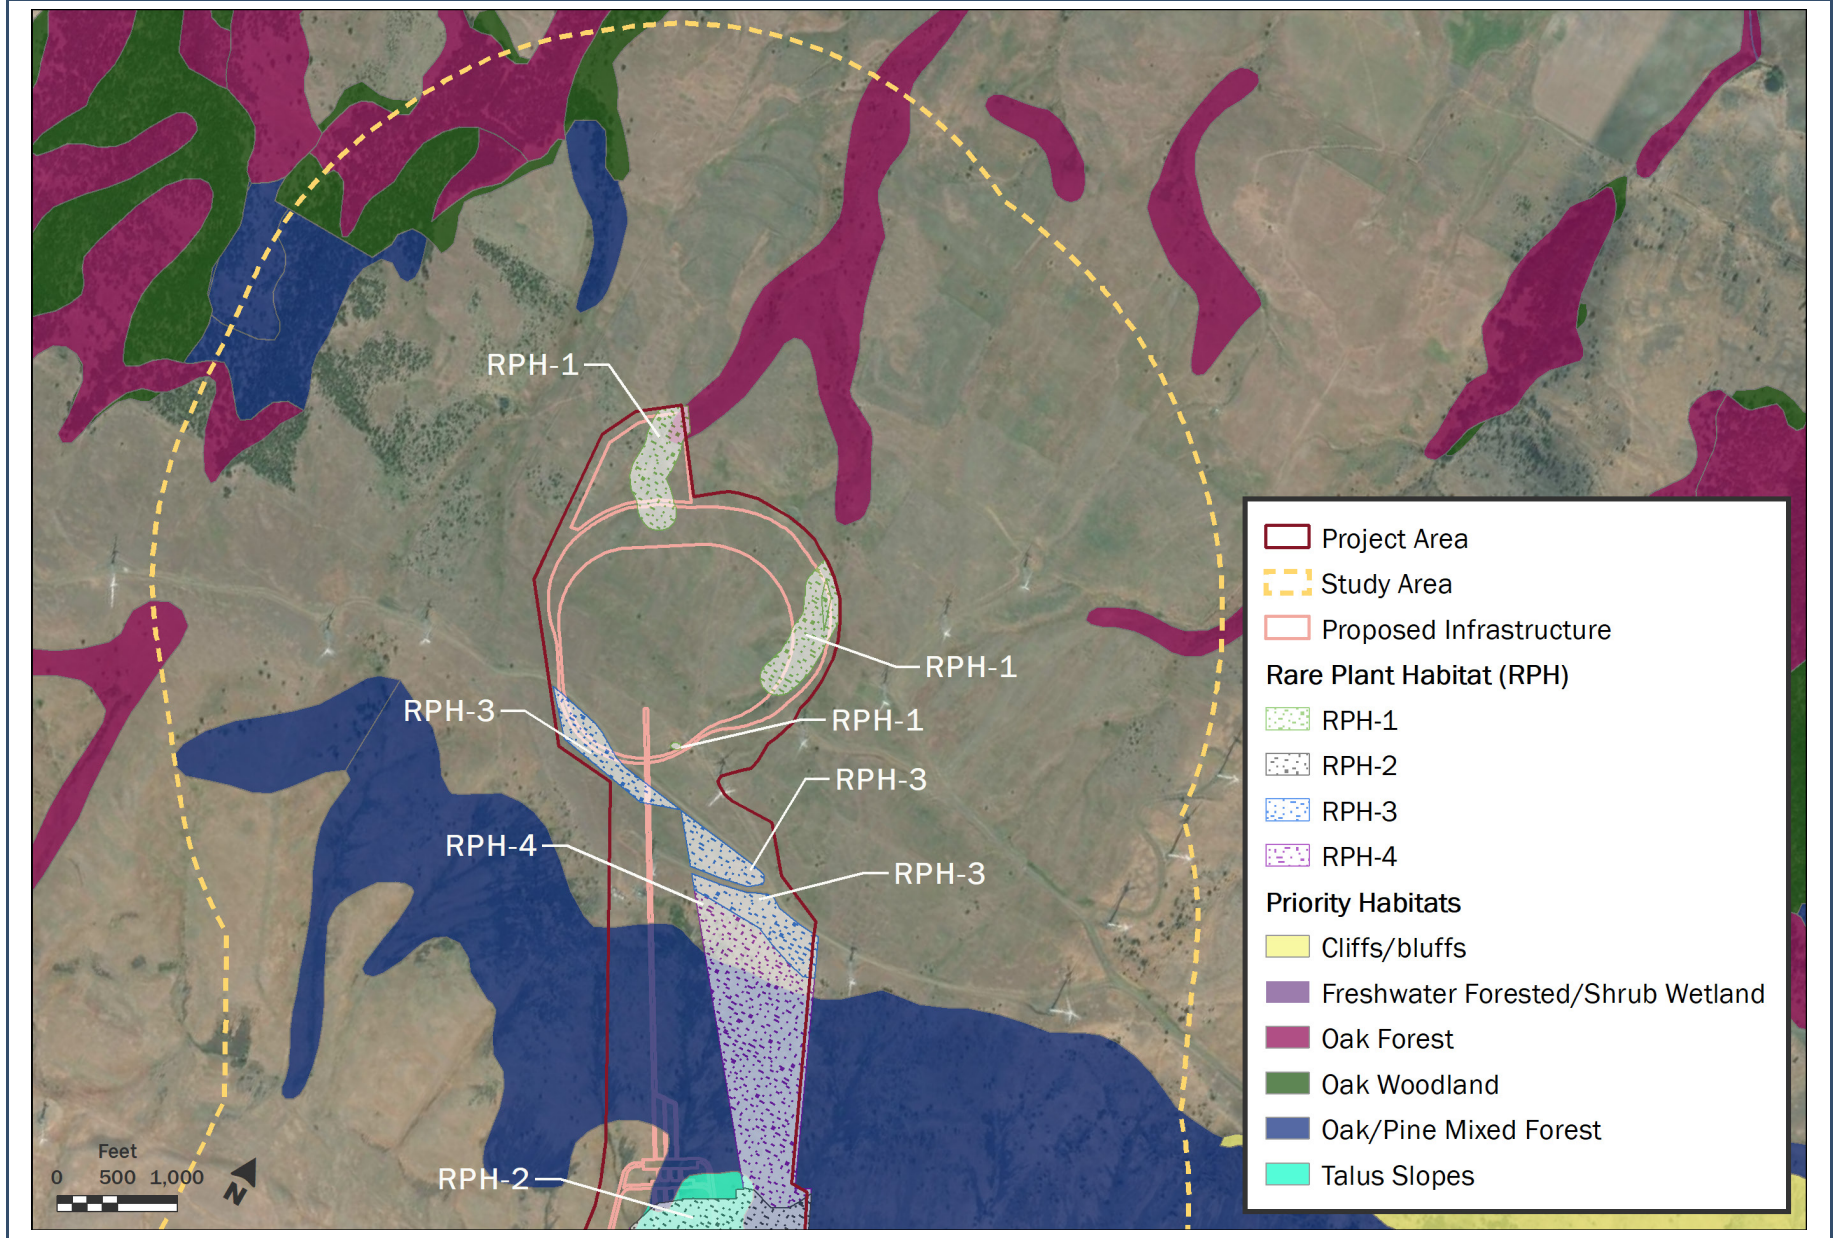 RPH-1
RPH-1
RPH-3
RPH-1
RPH-3
RPH-4
RPH-3
RPH-2
Feet
0 500 1,000
N
Project Area
Study Area
Proposed Infrastructure
Rare Plant Habitat (RPH)
RPH-1
RPH-2
RPH-3
RPH-4
Priority Habitats
Cliffs/bluffs
Freshwater Forested/Shrub Wetland
Oak Forest
Oak Woodland
Oak/Pine Mixed Forest
Talus Slopes